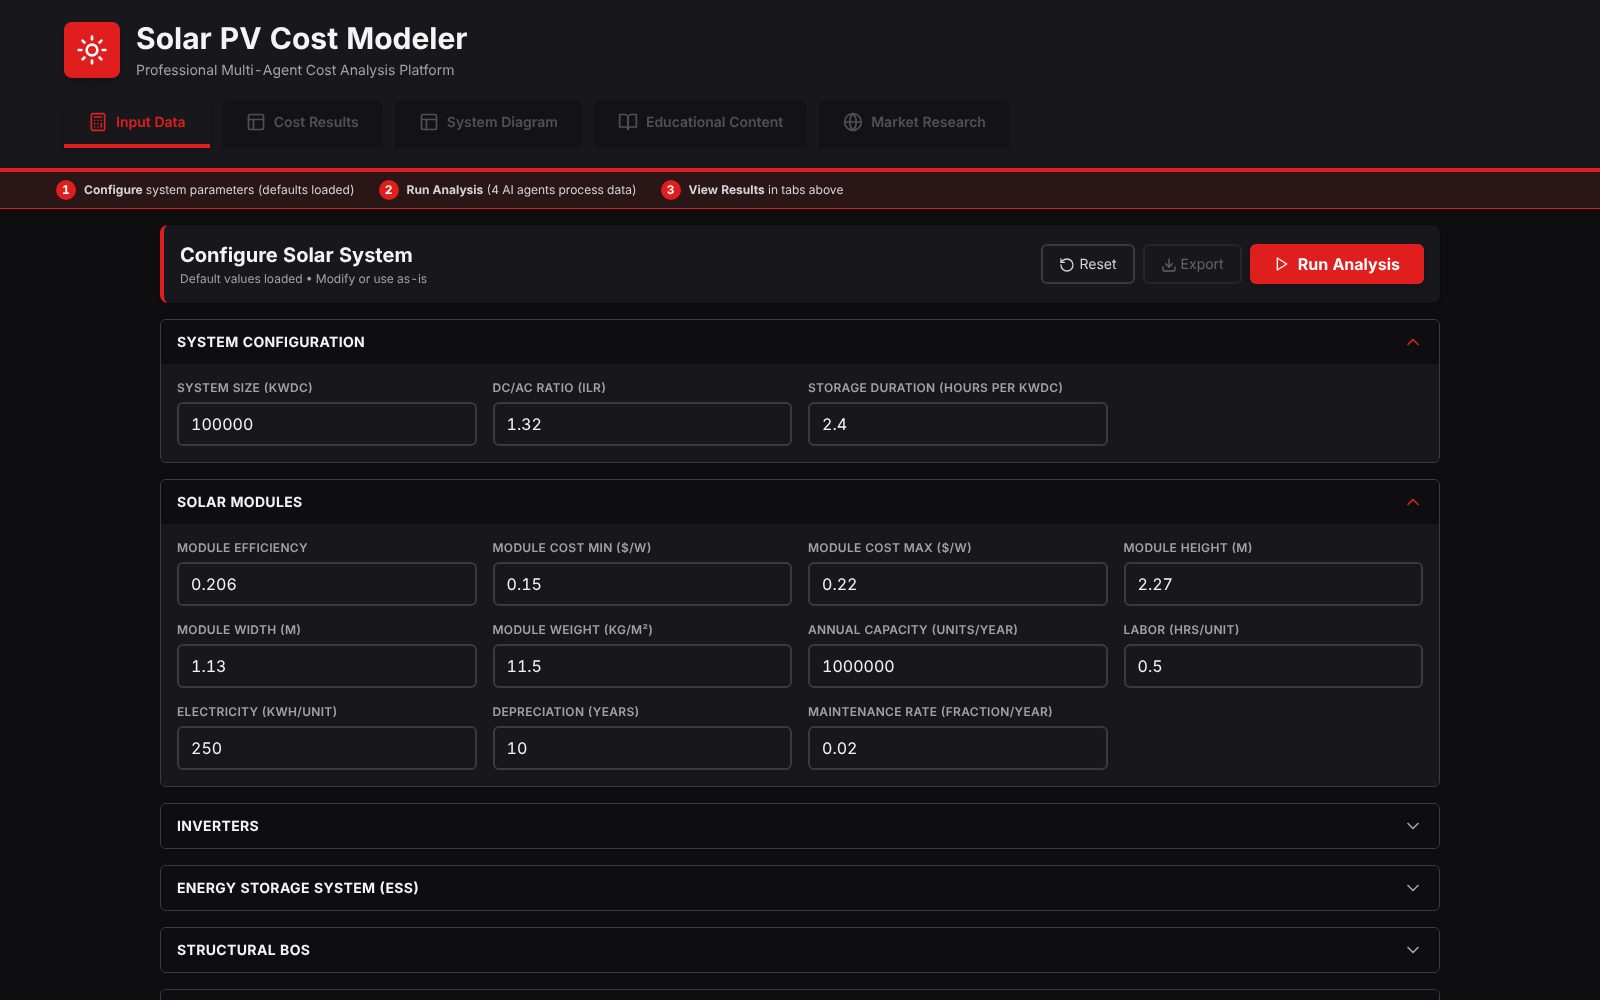 Solar PV Cost Modeler
Professional Multi-Agent Cost Analysis Platform
Input Data
Cost Results
System Diagram
Educational Content
Market Research
1 Configure system parameters (defaults loaded)
2 Run Analysis (4 AI agents process data)
3 View Results in tabs above
Configure Solar System
Default values loaded • Modify or use as-is
Reset
Export
Run Analysis
SYSTEM CONFIGURATION
SYSTEM SIZE (KWDC)
DC/AC RATIO (ILR)
STORAGE DURATION (HOURS PER KWDC)
100000
1.32
2.4
SOLAR MODULES
MODULE EFFICIENCY
MODULE COST MIN ($/W)
MODULE COST MAX ($/W)
MODULE HEIGHT (M)
0.206
0.15
0.22
2.27
MODULE WIDTH (M)
MODULE WEIGHT (KG/M²)
ANNUAL CAPACITY (UNITS/YEAR)
LABOR (HRS/UNIT)
1.13
11.5
1000000
0.5
ELECTRICITY (KWH/UNIT)
DEPRECIATION (YEARS)
MAINTENANCE RATE (FRACTION/YEAR)
250
10
0.02
INVERTERS
ENERGY STORAGE SYSTEM (ESS)
STRUCTURAL BOS